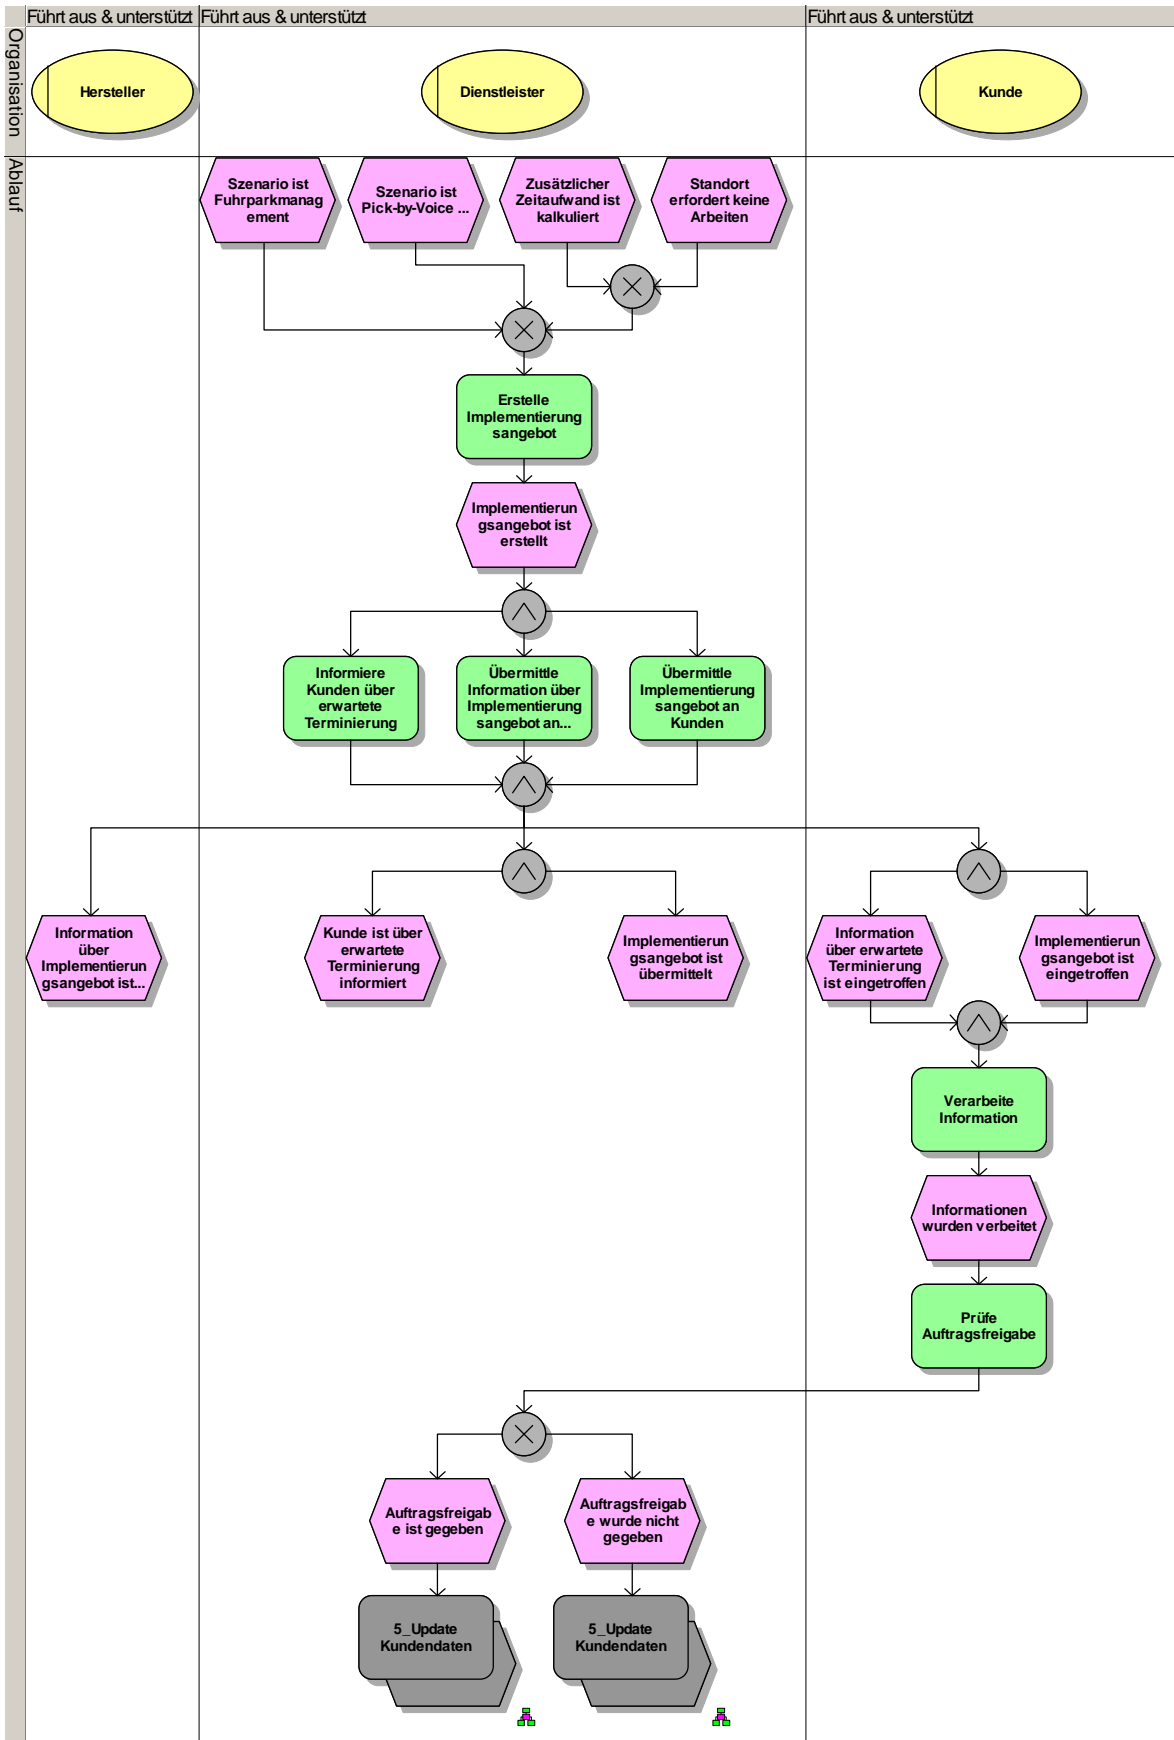 Führt aus & unterstützt
Führt aus & unterstützt
Führt aus & unterstützt
Organisation
Hersteller
Dienstleister
Kunde
Ablauf
Szenario ist
Fuhrparkmanag
ement
Szenario ist
Pick-by-Voice ...
Zusätzlicher
Zeitaufwand ist
kalkuliert
Standort
erfordert keine
Arbeiten
Erstelle
Implementierung
sangebot
Implementierun
gsangebot ist
erstellt
Informiere
Kunden über
erwartete
Terminierung
Übermittle
Information über
Implementierung
sangebot an...
Übermittle
Implementierung
sangebot an
Kunden
Information
über
Implementierun
gsangebot ist...
Kunde ist über
erwartete
Terminierung
informiert
Implementierun
gsangebot ist
übermittelt
Information
über erwartete
Terminierung
ist eingetroffen
Implementierun
gsangebot ist
eingetroffen
Verarbeite
Information
Informationen
wurden verbeitet
Prüfe
Auftragsfreigabe
Auftragsfreigab
e ist gegeben
Auftragsfreigab
e wurde nicht
gegeben
5_Update
Kundendaten
5_Update
Kundendaten